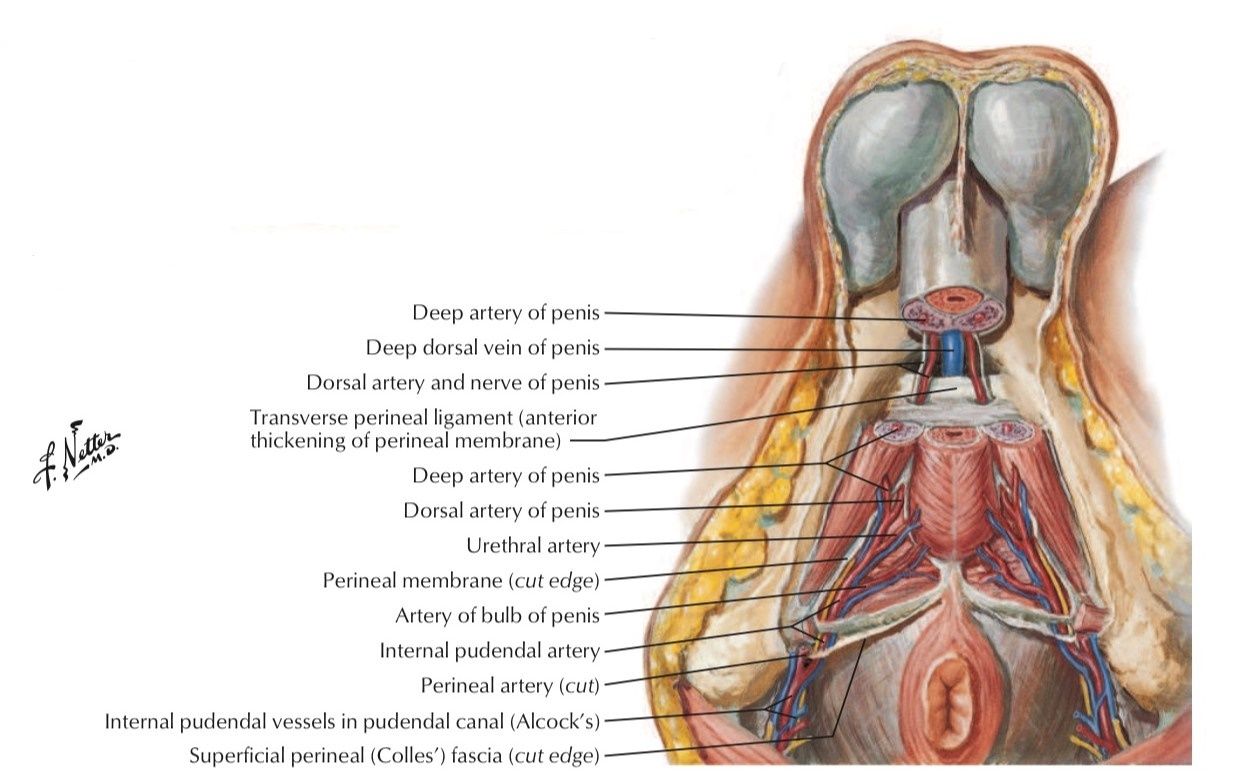 Deep artery of penis
Deep dorsal vein of penis
Dorsal artery and nerve of penis
Transverse perineal ligament (anterior
thickening of perineal membrane)
Deep artery of penis
Dorsal artery of penis
Urethral artery
Perineal membrane (cut edge)
Artery of bulb of penis
Internal pudendal artery
Perineal artery (cut)
Internal pudendal vessels in pudendal canal (Alcock’s)
Superficial perineal (Colles’) fascia (cut edge)
F. Netter
M.D.